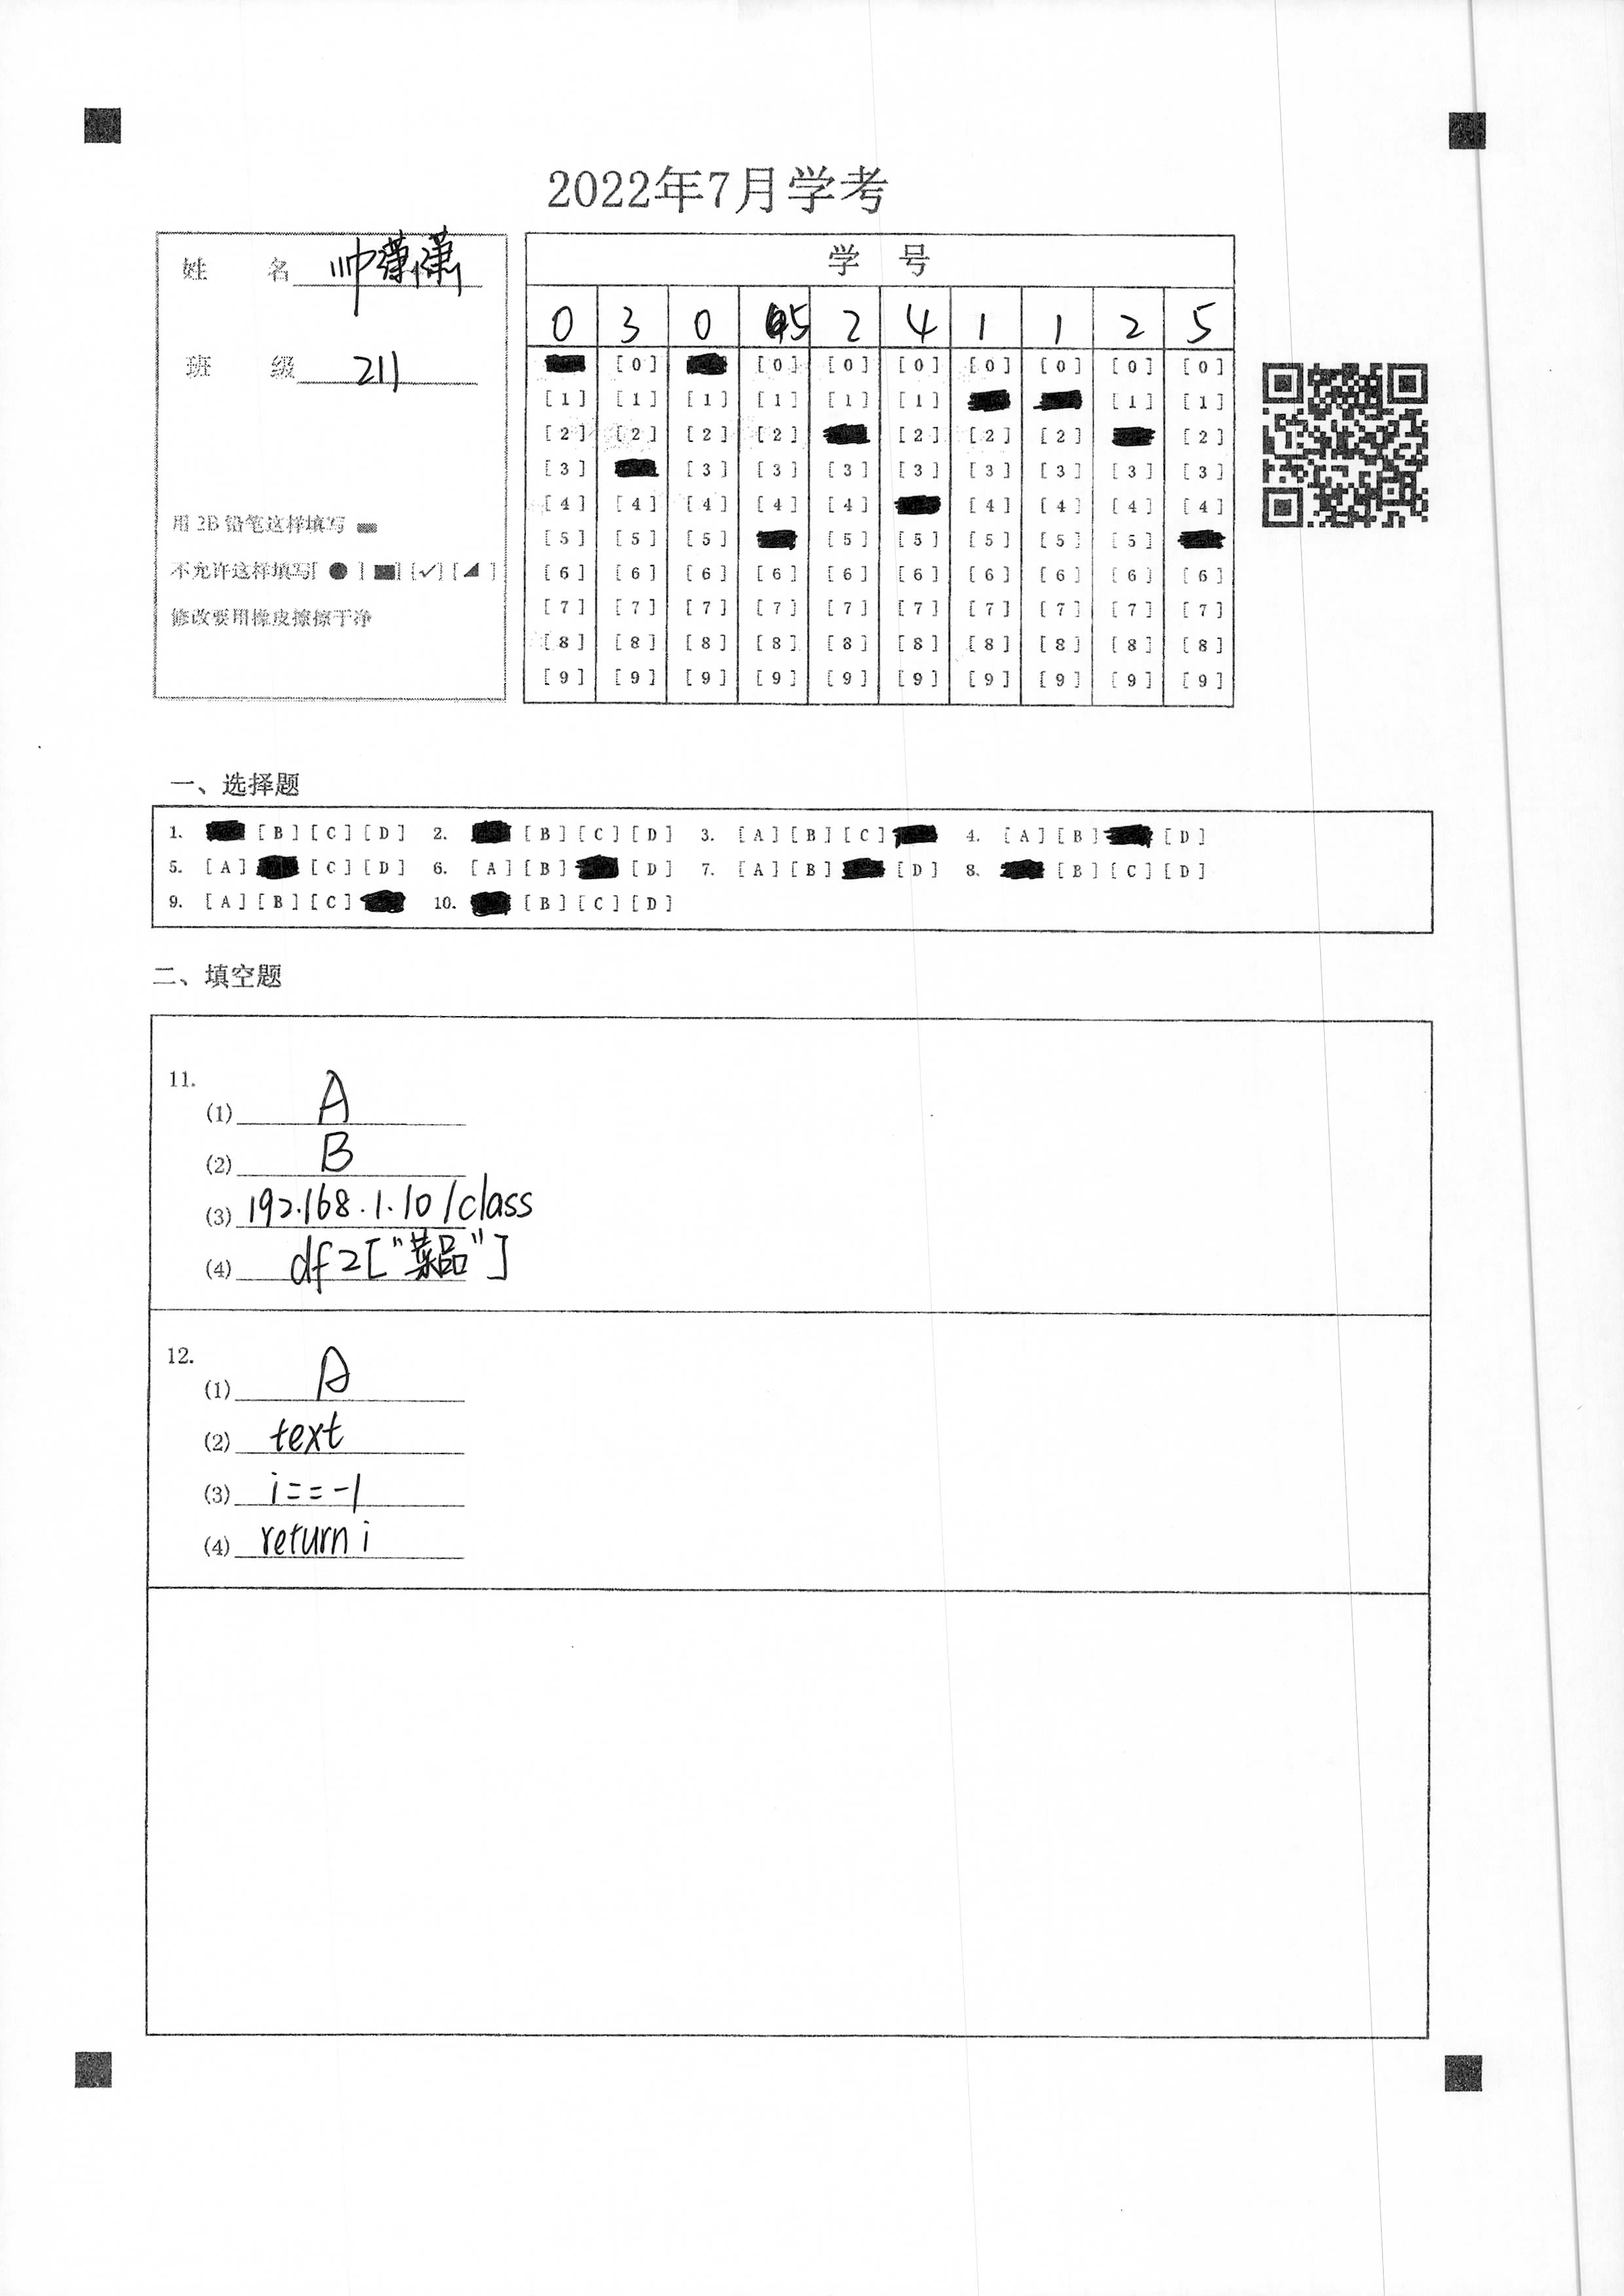 2022年7月学考
姓 名 帅潇潇
班 级 211
用 2B 铅笔这样填写
不允许这样填写[ ● ] [■] [✓] [◢ ]
修改要用橡皮擦擦干净
学 号
0 3 0 5 2 4 1 1 2 5
[0] [0] [0] [0] [0] [0] [0] [0]
[1] [1] [1] [1] [1] [1] [1] [1]
[2] [2] [2] [2] [2] [2] [2] [2]
[3] [3] [3] [3] [3] [3] [3] [3] [3]
[4] [4] [4] [4] [4] [4] [4] [4] [4]
[5] [5] [5] [5] [5] [5] [5] [5]
[6] [6] [6] [6] [6] [6] [6] [6] [6] [6]
[7] [7] [7] [7] [7] [7] [7] [7] [7] [7]
[8] [8] [8] [8] [8] [8] [8] [8] [8] [8]
[9] [9] [9] [9] [9] [9] [9] [9] [9] [9]
一、选择题
1. [B] [C] [D] 2. [B] [C] [D] 3. [A] [B] [C] 4. [A] [B] [D]
5. [A] [C] [D] 6. [A] [B] [D] 7. [A] [B] [D] 8. [B] [C] [D]
9. [A] [B] [C] 10. [B] [C] [D]
二、填空题
11.
(1) A
(2) B
(3) 192.168.1.10/class
(4) df2["菜品"]
12.
(1) A
(2) text
(3) i==-1
(4) return i